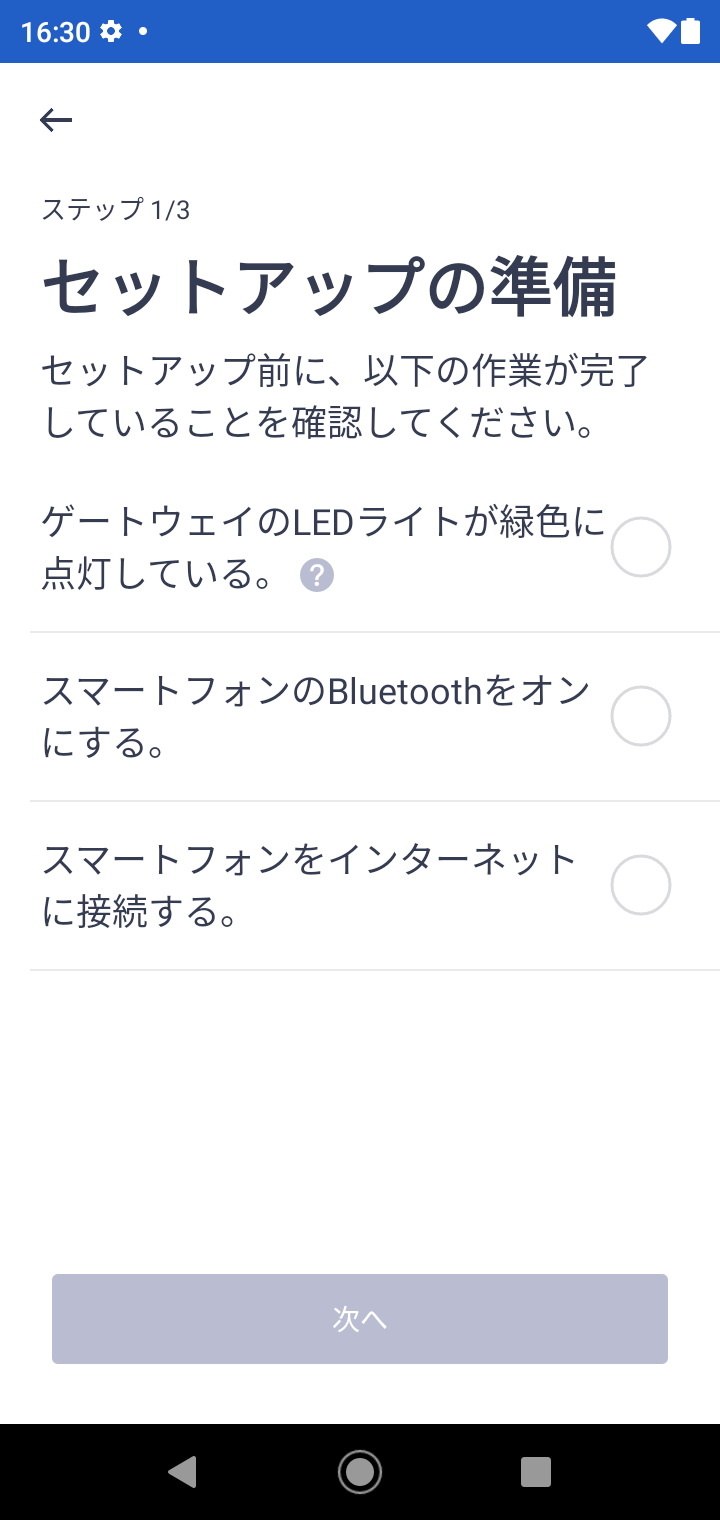 16:30
ステップ 1/3
セットアップの準備
セットアップ前に、以下の作業が完了
していることを確認してください。
ゲートウェイのLEDライトが緑色に
点灯している。 ?
スマートフォンのBluetoothをオン
にする。
スマートフォンをインターネット
に接続する。
次へ